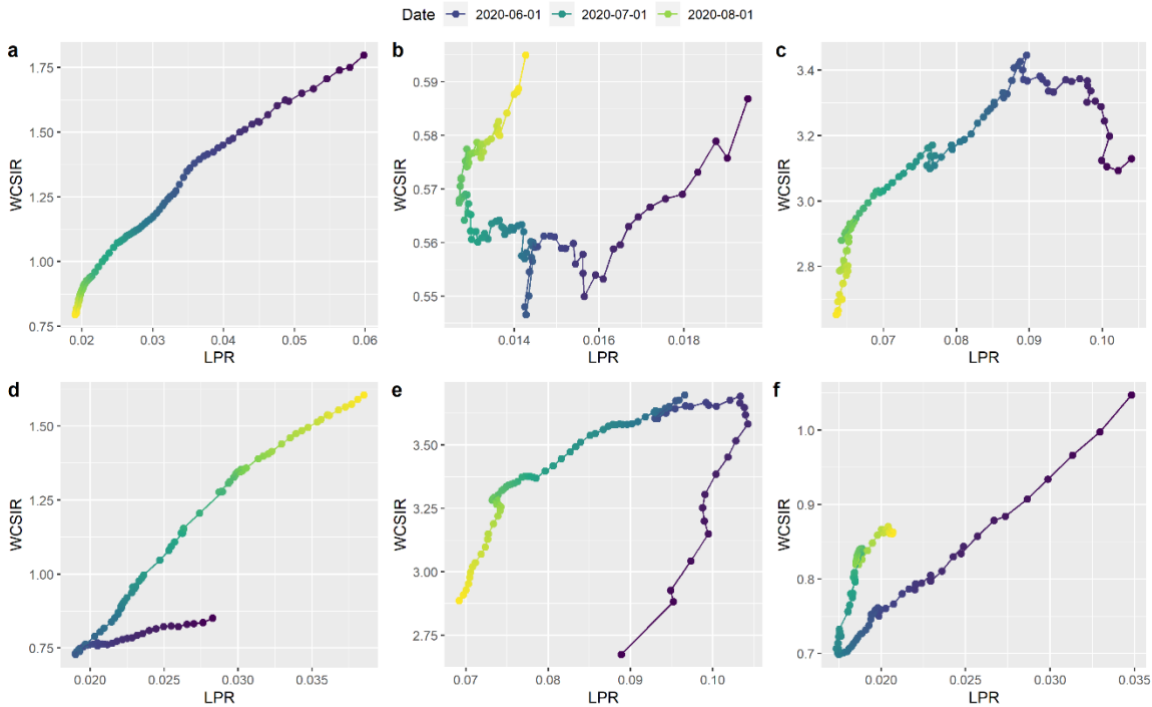 Date 2020-06-01 2020-07-01 2020-08-01
a
WCSIR
1.75
1.50
1.25
1.00
0.75
0.02 0.03 0.04 0.05 0.06
LPR
b
WCSIR
0.59
0.58
0.57
0.56
0.55
0.014 0.016 0.018
LPR
c
WCSIR
3.4
3.2
3.0
2.8
0.07 0.08 0.09 0.10
LPR
d
WCSIR
1.50
1.25
1.00
0.75
0.020 0.025 0.030 0.035
LPR
e
WCSIR
3.50
3.25
3.00
2.75
0.07 0.08 0.09 0.10
LPR
f
WCSIR
1.0
0.9
0.8
0.7
0.020 0.025 0.030 0.035
LPR